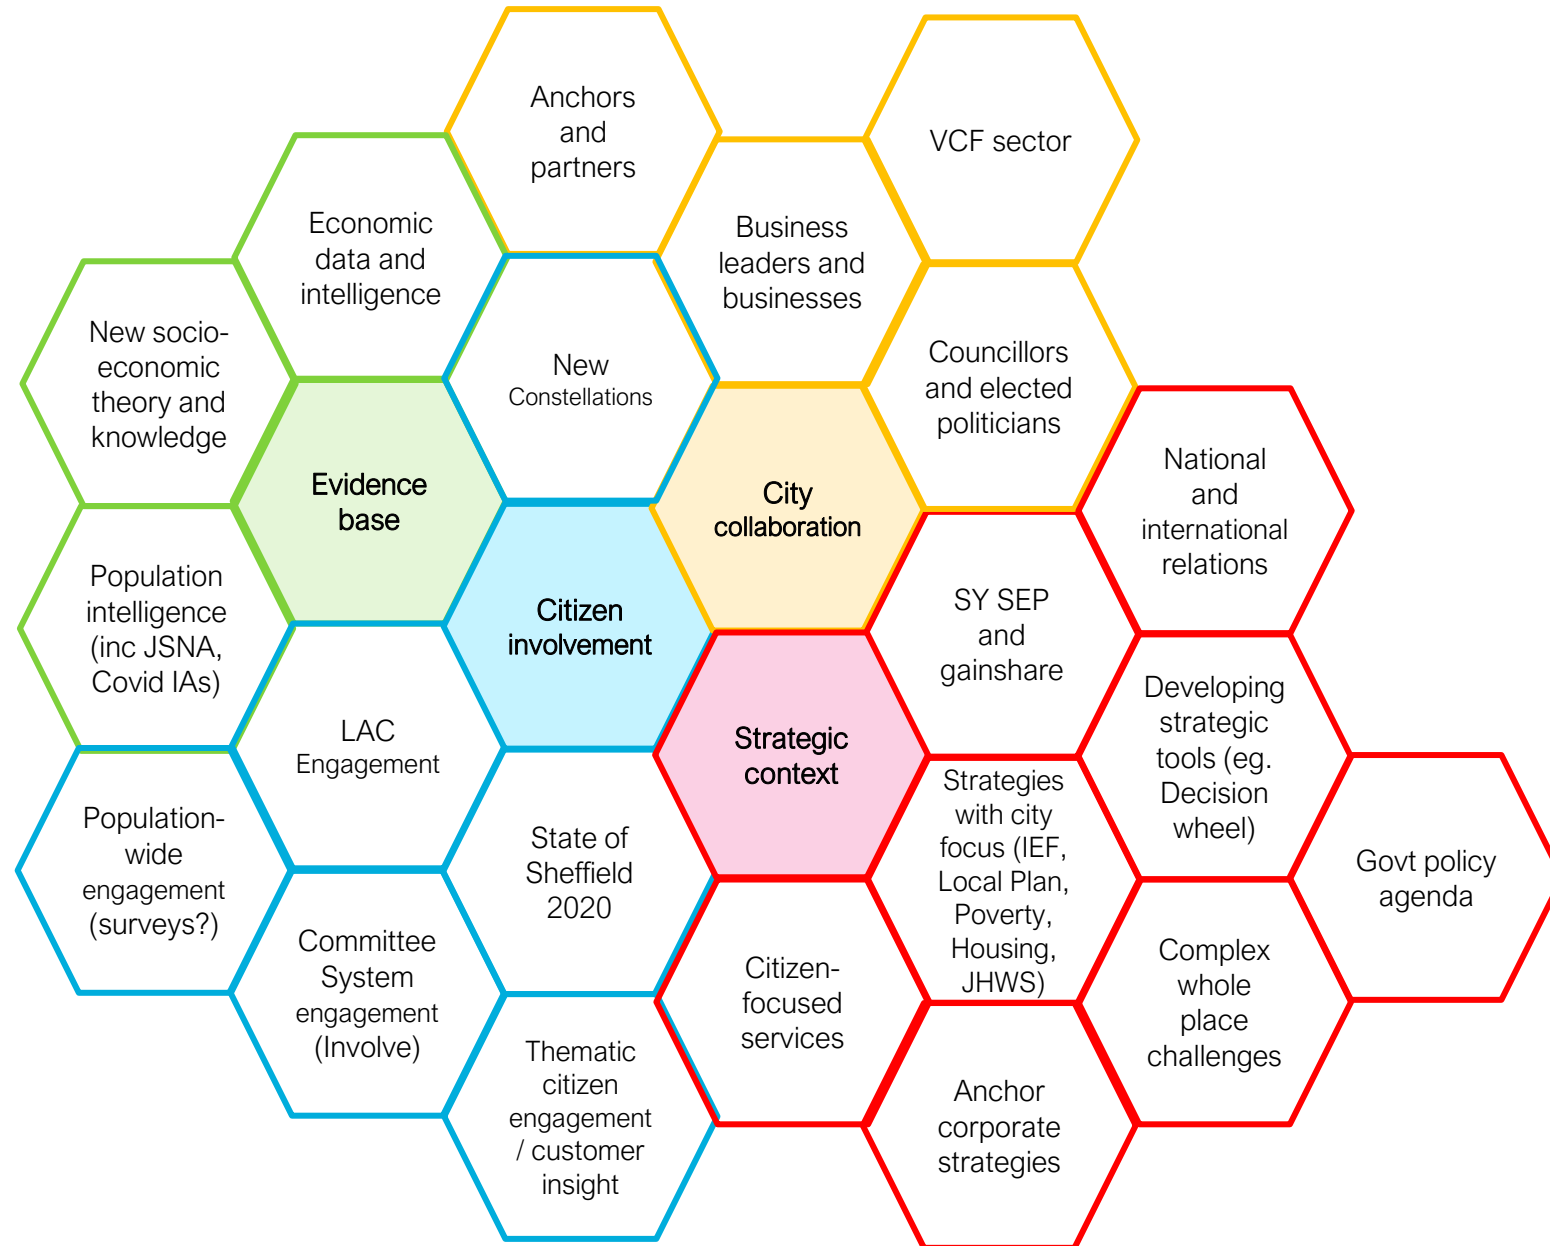 Anchors
and
partners
VCF sector
Economic
data and
intelligence
Business
leaders and
businesses
New socio-
economic
theory and
knowledge
New
Constellations
Councillors
and elected
politicians
Evidence
base
City
collaboration
National
and
international
relations
Population
intelligence
(inc JSNA,
Covid IAs)
Citizen
involvement
SY SEP
and
gainshare
LAC
Engagement
Strategic
context
Developing
strategic
tools (eg.
Decision
wheel)
Population-
wide
engagement
(surveys?)
State of
Sheffield
2020
Strategies
with city
focus (IEF,
Local Plan,
Poverty,
Housing,
JHWS)
Govt policy
agenda
Committee
System
engagement
(Involve)
Citizen-
focused
services
Complex
whole
place
challenges
Thematic
citizen
engagement
/ customer
insight
Anchor
corporate
strategies